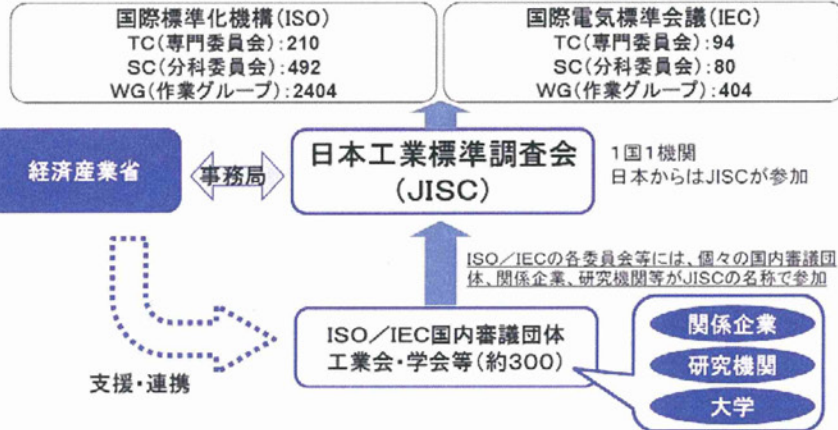 国際標準化機構(ISO)
TC(専門委員会):210
SC(分科委員会):492
WG(作業グループ):2404
国際電気標準会議(IEC)
TC(専門委員会):94
SC(分科委員会):80
WG(作業グループ):404
経済産業省
事務局
日本工業標準調査会
(JISC)
1国1機関
日本からはJISCが参加
ISO/IECの各委員会等には、個々の国内審議団
体、関係企業、研究機関等がJISCの名称で参加
ISO/IEC国内審議団体
工業会・学会等(約300)
関係企業
研究機関
大学
支援・連携